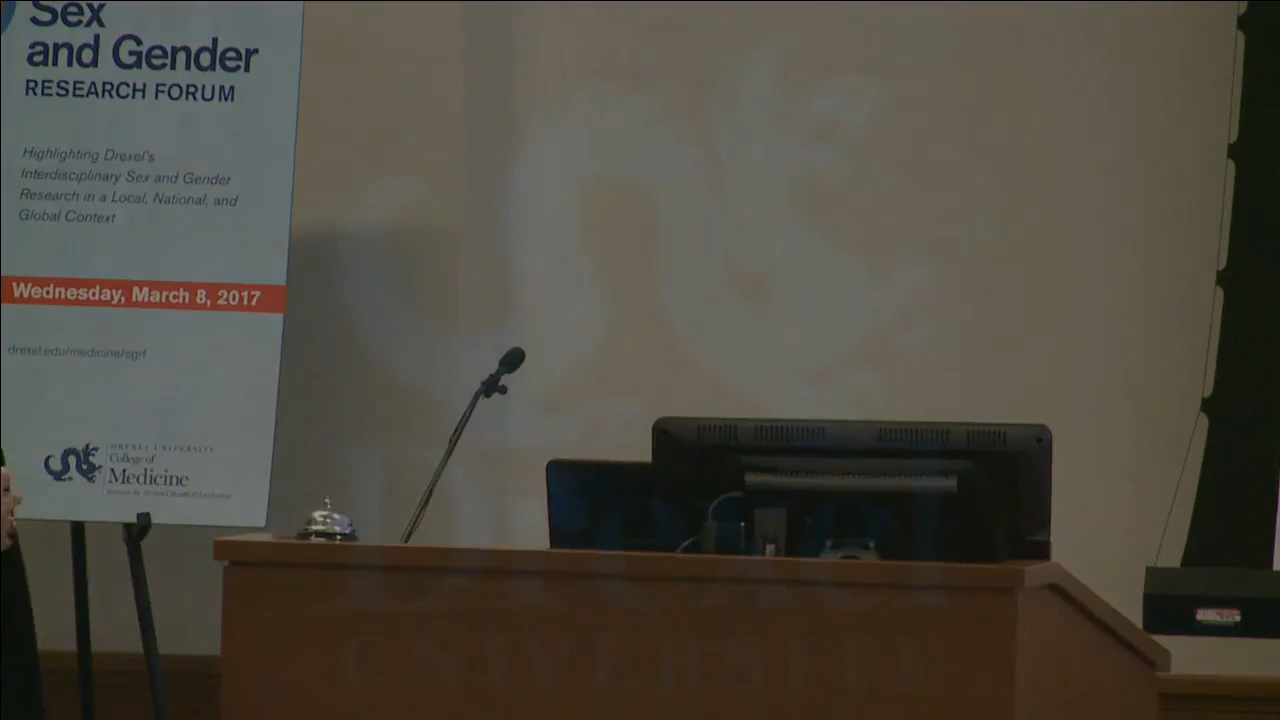 Sex
and Gender
RESEARCH FORUM
Highlighting Drexel's
Interdisciplinary Sex and Gender
Research in a Local, National, and
Global Context
Wednesday, March 8, 2017
drexel.edu/medicine/sgrf
DREXEL UNIVERSITY
College of
Medicine
UNIVERSITY